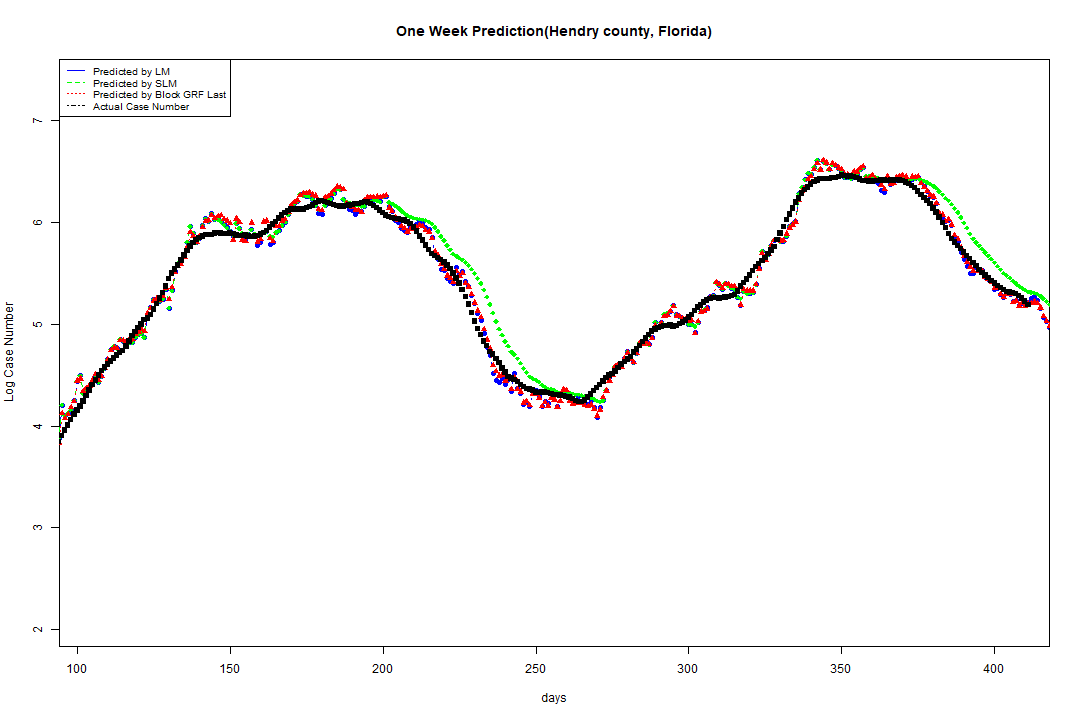 One Week Prediction(Hendry county, Florida)
Predicted by LM
Predicted by SLM
Predicted by Block GRF Last
Actual Case Number
7
6
5
4
3
2
Log Case Number
100 150 200 250 300 350 400
days